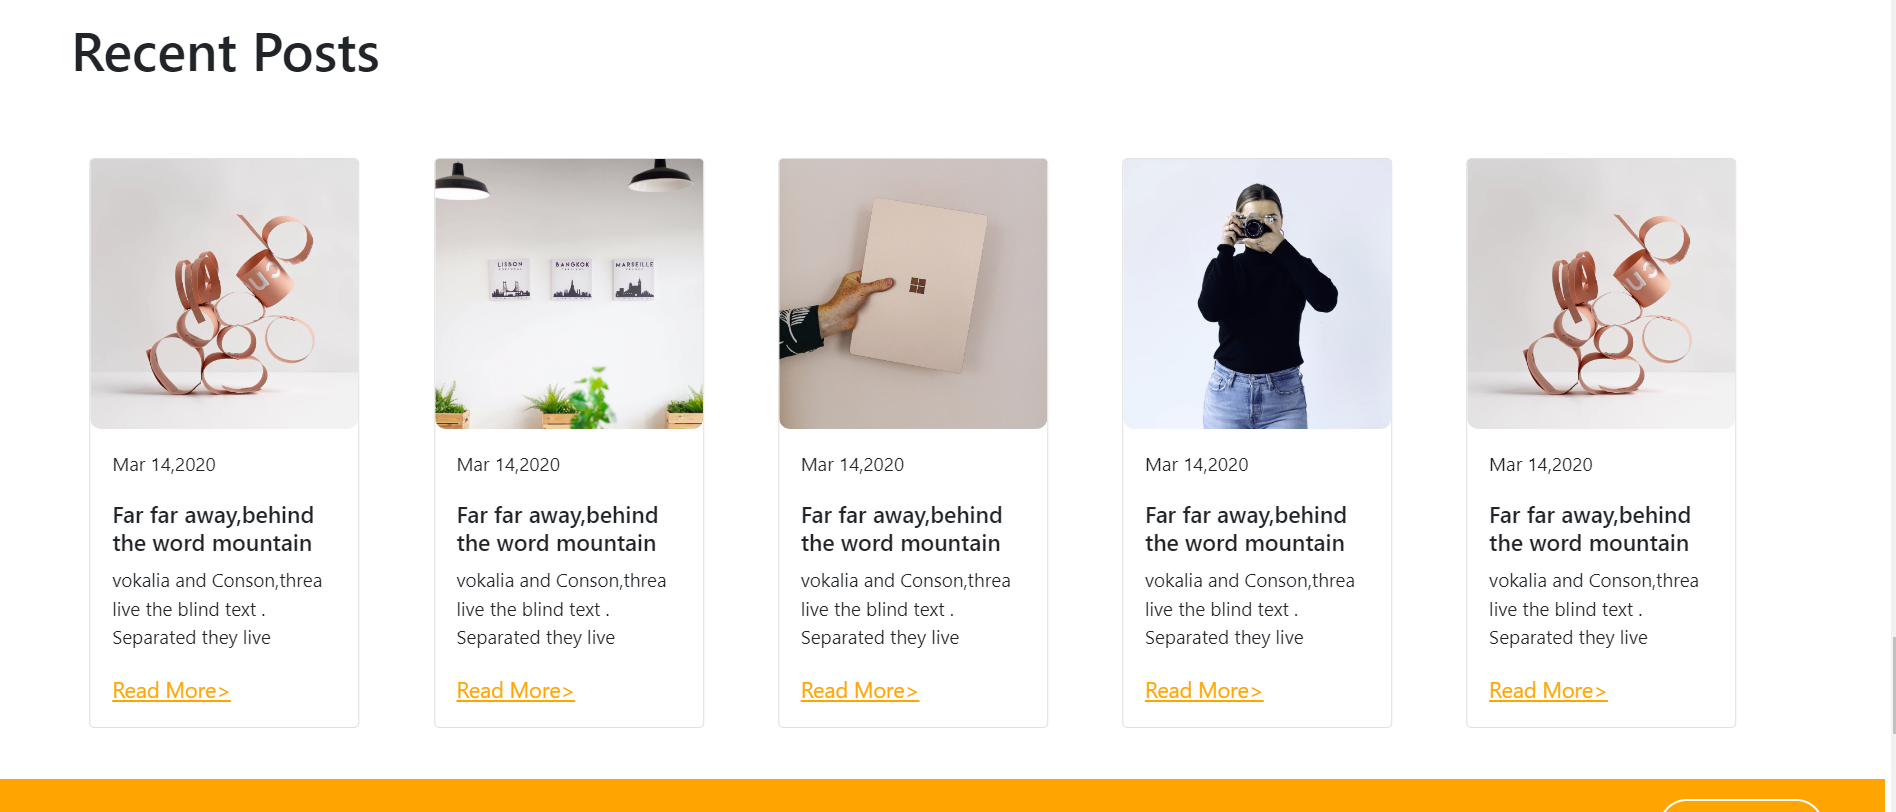 Recent Posts
LISBON
BANGKOK
MARSEILLE
Mar 14,2020
Far far away,behind
the word mountain
vokalia and Conson,threa
live the blind text .
Separated they live
Read More>
Mar 14,2020
Far far away,behind
the word mountain
vokalia and Conson,threa
live the blind text .
Separated they live
Read More>
Mar 14,2020
Far far away,behind
the word mountain
vokalia and Conson,threa
live the blind text .
Separated they live
Read More>
Mar 14,2020
Far far away,behind
the word mountain
vokalia and Conson,threa
live the blind text .
Separated they live
Read More>
Mar 14,2020
Far far away,behind
the word mountain
vokalia and Conson,threa
live the blind text .
Separated they live
Read More>